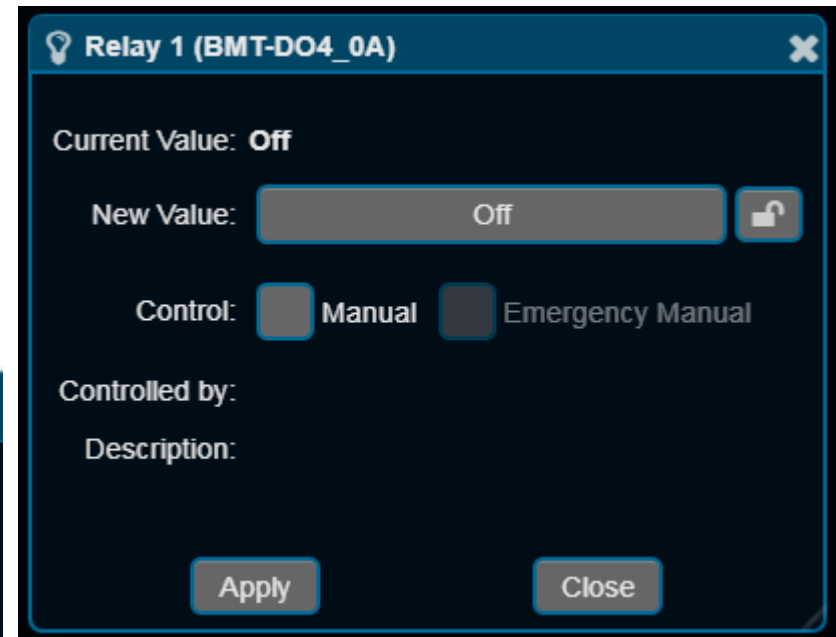 Relay 1 (BMT-DO4_0A)
Current Value: Off
New Value: Off
Control: Manual Emergency Manual
Controlled by:
Description:
Apply Close